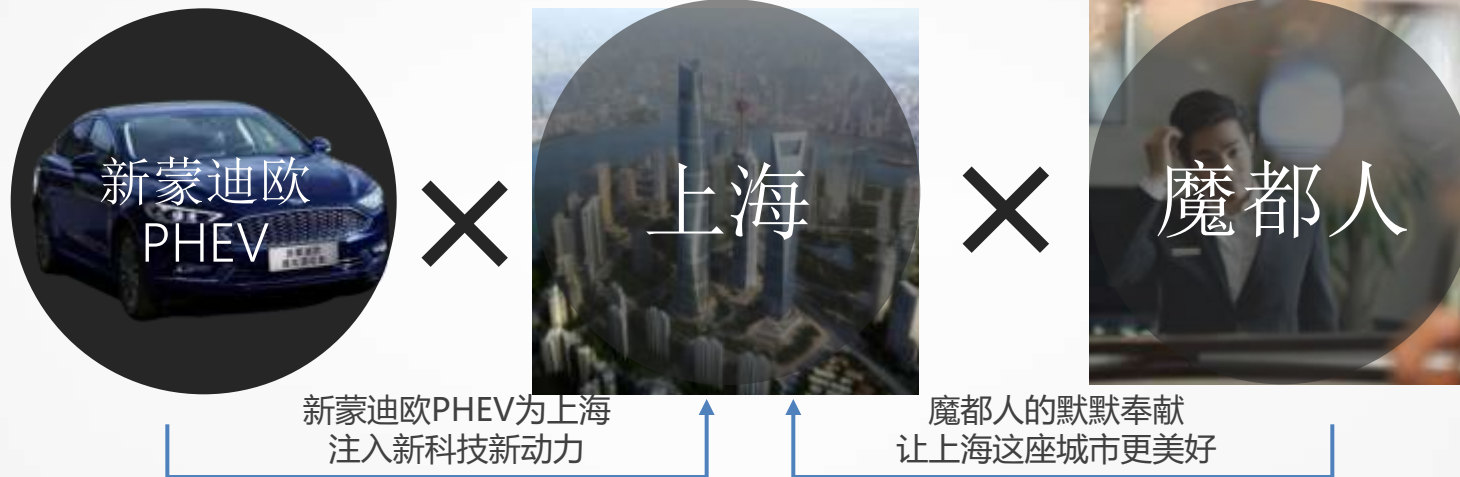 新蒙迪欧
PHEV
上海
魔都人
新蒙迪欧PHEV为上海
注入新科技新动力
魔都人的默默奉献
让上海这座城市更美好